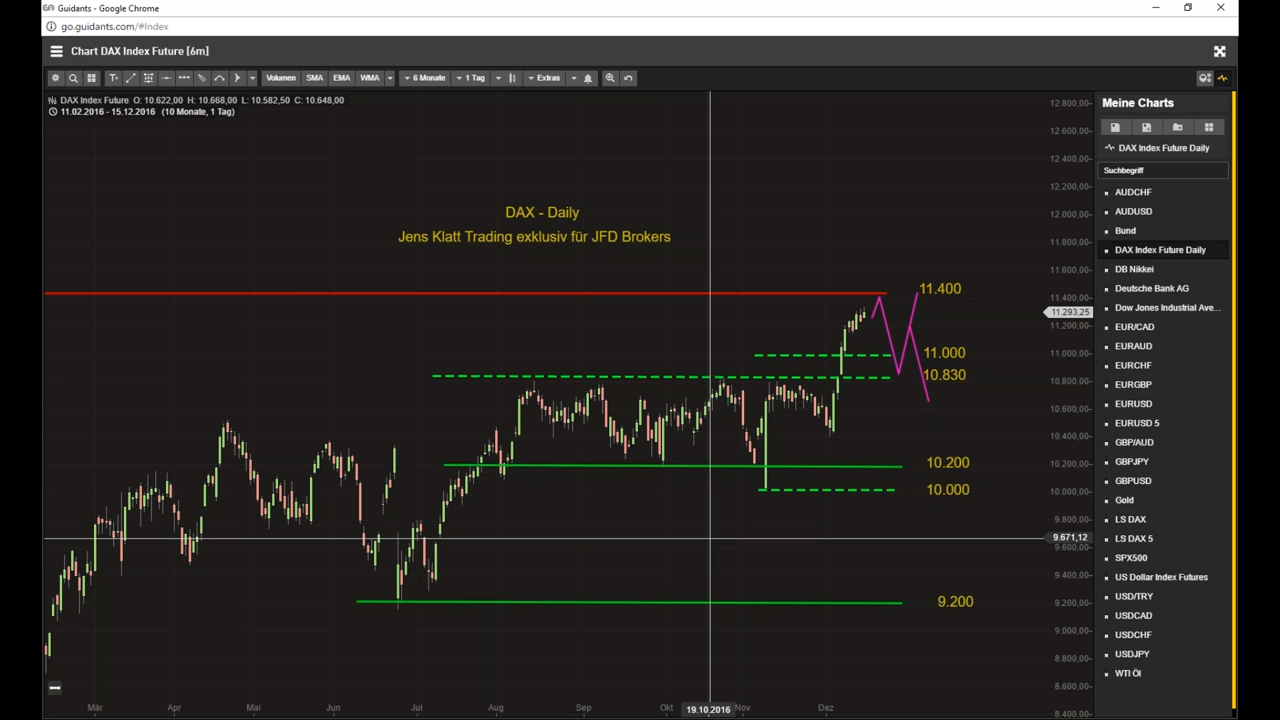 Guidants - Google Chrome
go.guidants.com/#Index
Chart DAX Index Future [6m]
T+ Volumen SMA EMA WMA 6 Monate 1 Tag Extras
DAX Index Future O: 10.622,00 H: 10.668,00 L: 10.582,50 C: 10.648,00
11.02.2016 - 15.12.2016 (10 Monate, 1 Tag)
DAX - Daily
Jens Klatt Trading exklusiv für JFD Brokers
11.400
11.000
10.830
10.200
10.000
9.200
12.800,00
12.600,00
12.400,00
12.200,00
12.000,00
11.800,00
11.600,00
11.400,00
11.293,25
11.200,00
11.000,00
10.800,00
10.600,00
10.400,00
10.200,00
10.000,00
9.800,00
9.671,12
9.600,00
9.400,00
9.200,00
9.000,00
8.800,00
8.600,00
8.400,00
Mär Apr Mai Jun Jul Aug Sep Okt 19.10.2016 Nov Dez
Meine Charts
DAX Index Future Daily
Suchbegriff
AUDCHF
AUDUSD
Bund
DAX Index Future Daily
DB Nikkei
Deutsche Bank AG
Dow Jones Industrial Ave...
EUR/CAD
EURAUD
EURCHF
EURGBP
EURUSD
EURUSD 5
GBP/AUD
GBPJPY
GBPUSD
Gold
LS DAX
LS DAX 5
SPX500
US Dollar Index Futures
USD/TRY
USDCAD
USDCHF
USDJPY
WTI Öl